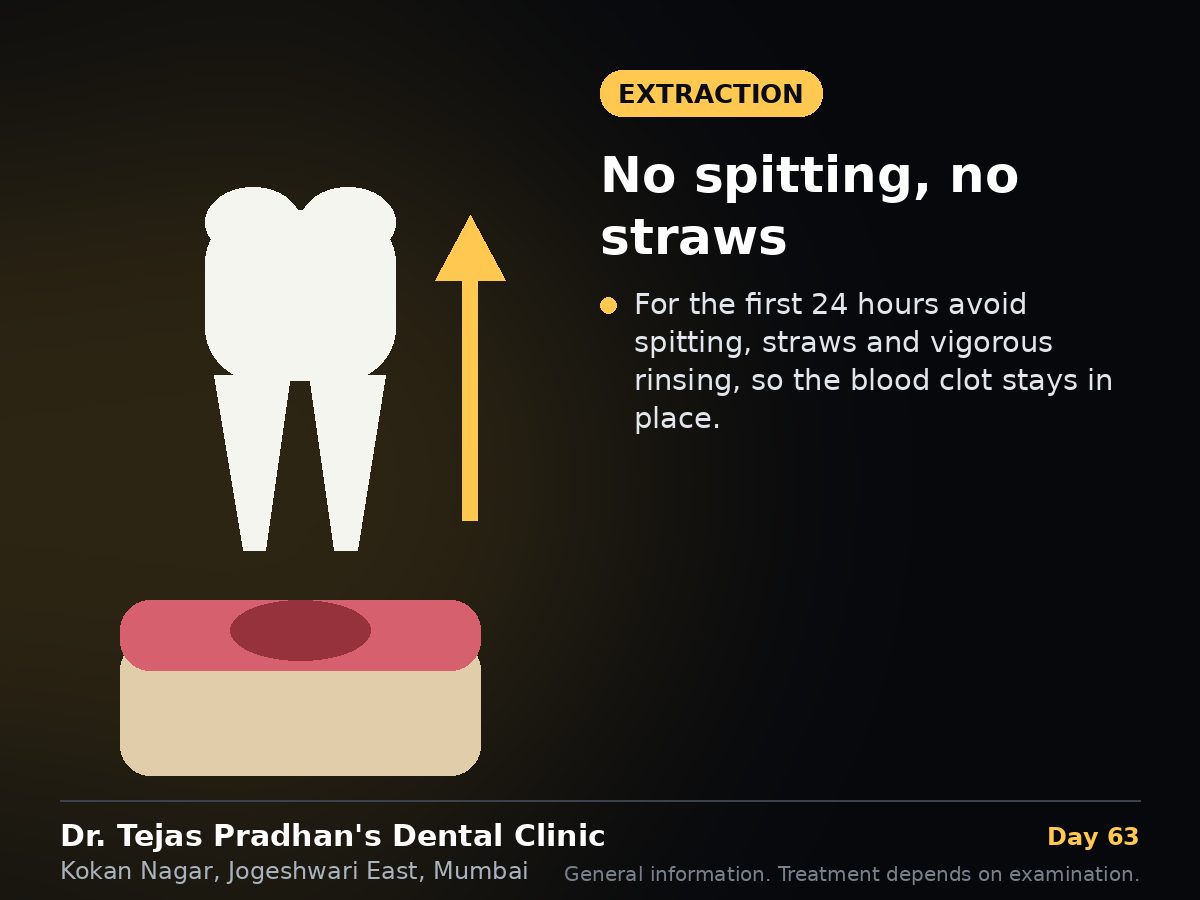 EXTRACTION
No spitting, no
straws
For the first 24 hours avoid
spitting, straws and vigorous
rinsing, so the blood clot stays in
place.
Dr. Tejas Pradhan's Dental Clinic
Day 63
Kokan Nagar, Jogeshwari East, Mumbai
General information. Treatment depends on examination.